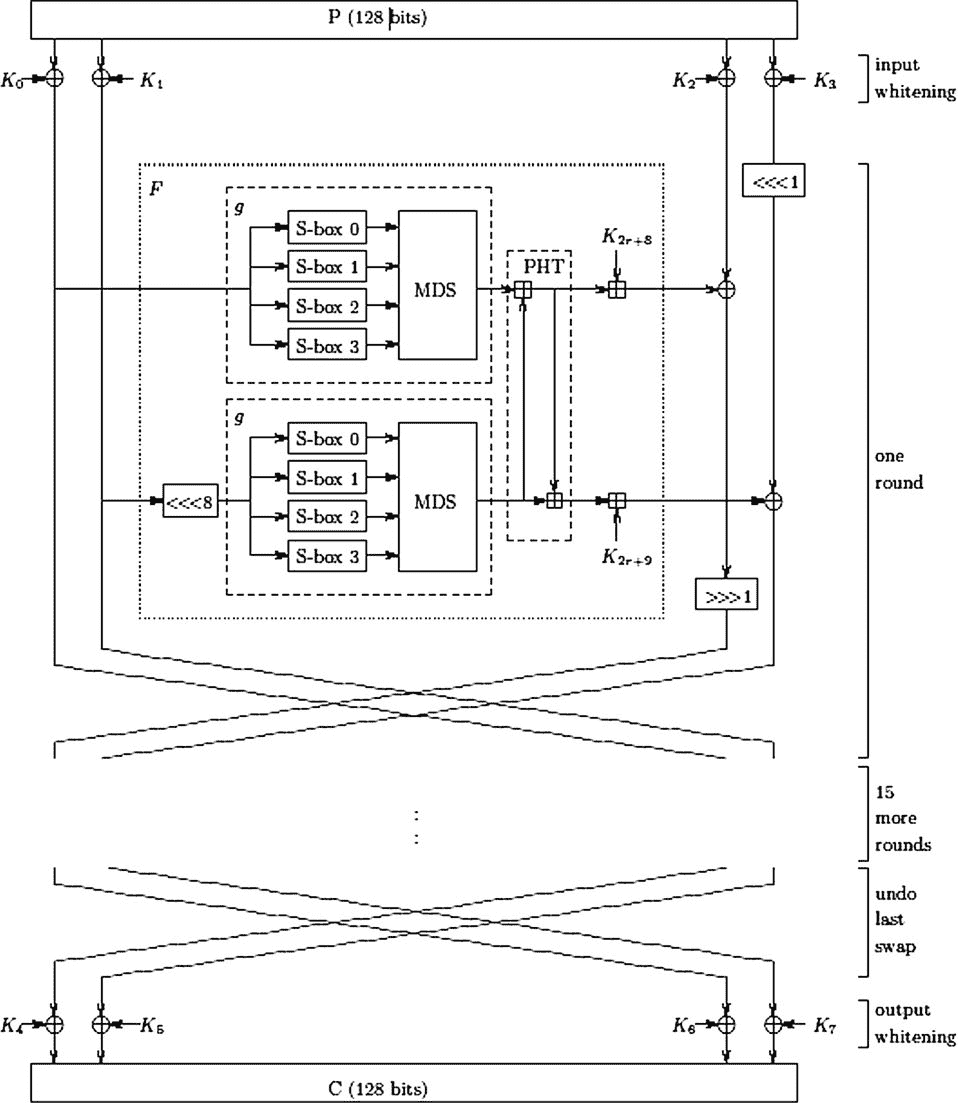 P (128 bits)
K₀
K₁
K₂
K₃
input
whitening
<<<1
F
g
S-box 0
S-box 1
S-box 2
S-box 3
MDS
PHT
K₂ᵣ₊₈
g
S-box 0
S-box 1
S-box 2
S-box 3
MDS
<<<8
K₂ᵣ₊₉
one
round
>>>1
15
more
rounds
undo
last
swap
K₄
K₅
K₆
K₇
output
whitening
C (128 bits)